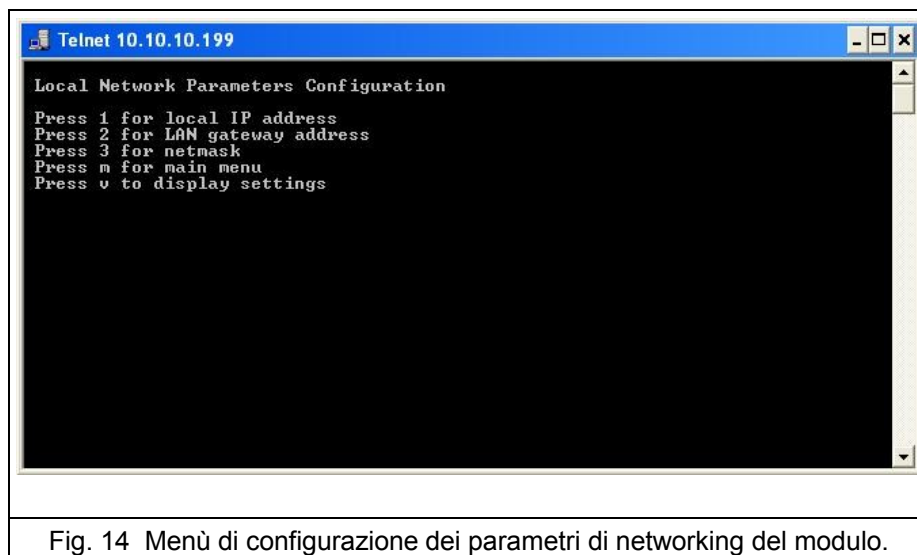 Telnet 10.10.10.199
Local Network Parameters Configuration
Press 1 for local IP address
Press 2 for LAN gateway address
Press 3 for netmask
Press m for main menu
Press v to display settings
Fig. 14 Menù di configurazione dei parametri di networking del modulo.